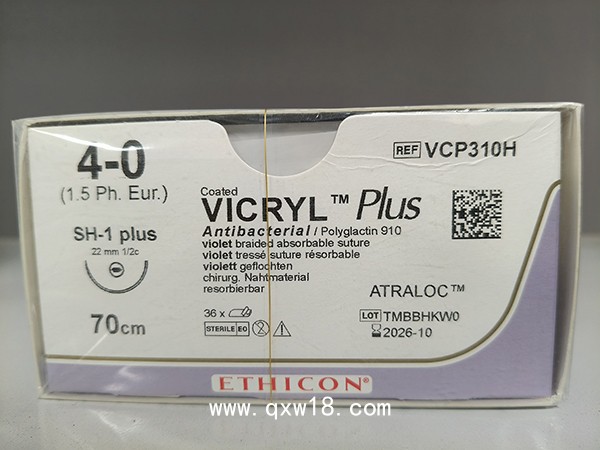 4-0
(1.5 Ph. Eur.)
SH-1 plus
22 mm 1/2c
70cm
Coated
VICRYL™ Plus
Antibacterial / Polyglactin 910
violet braided absorbable suture
violet tressé suture résorbable
violett geflochten
chirurg. Nahtmaterial
resorbierbar
36 x
STERILE EO
REF VCP310H
ATRALOC™
LOT TMBBHKW0
2026-10
ETHICON®
www.qxw18.com